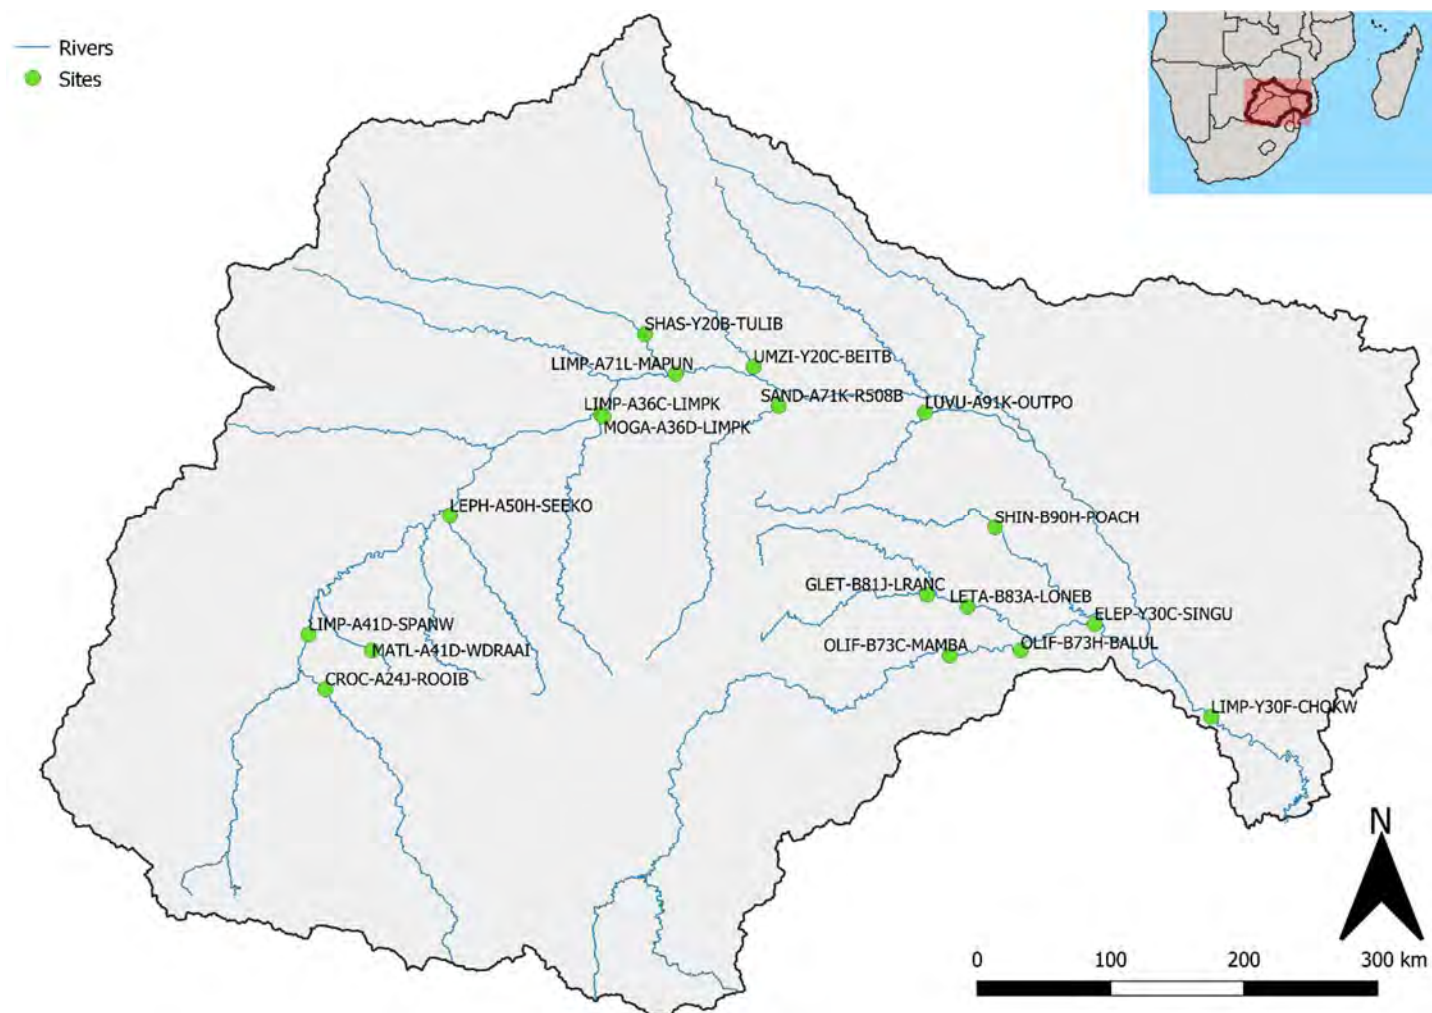 Rivers
Sites
SHAS-Y20B-TULIB
LIMP-A71L-MAPUN
UMZI-Y20C-BEITB
LIMP-A36C-LIMPK
SAND-A71K-R508B
LUVU-A91K-OUTPO
MOGA-A36D-LIMPK
LEPH-A50H-SEEKO
SHIN-B90H-POACH
GLET-B81J-LRANC
LETA-B83A-LONEB
ELEP-Y30C-SINGU
LIMP-A41D-SPANW
MATL-A41D-WDRAAI
OLIF-B73C-MAMBA
OLIF-B73H-BALUL
CROC-A24J-ROOIB
LIMP-Y30F-CHOKW
N
0 100 200 300 km